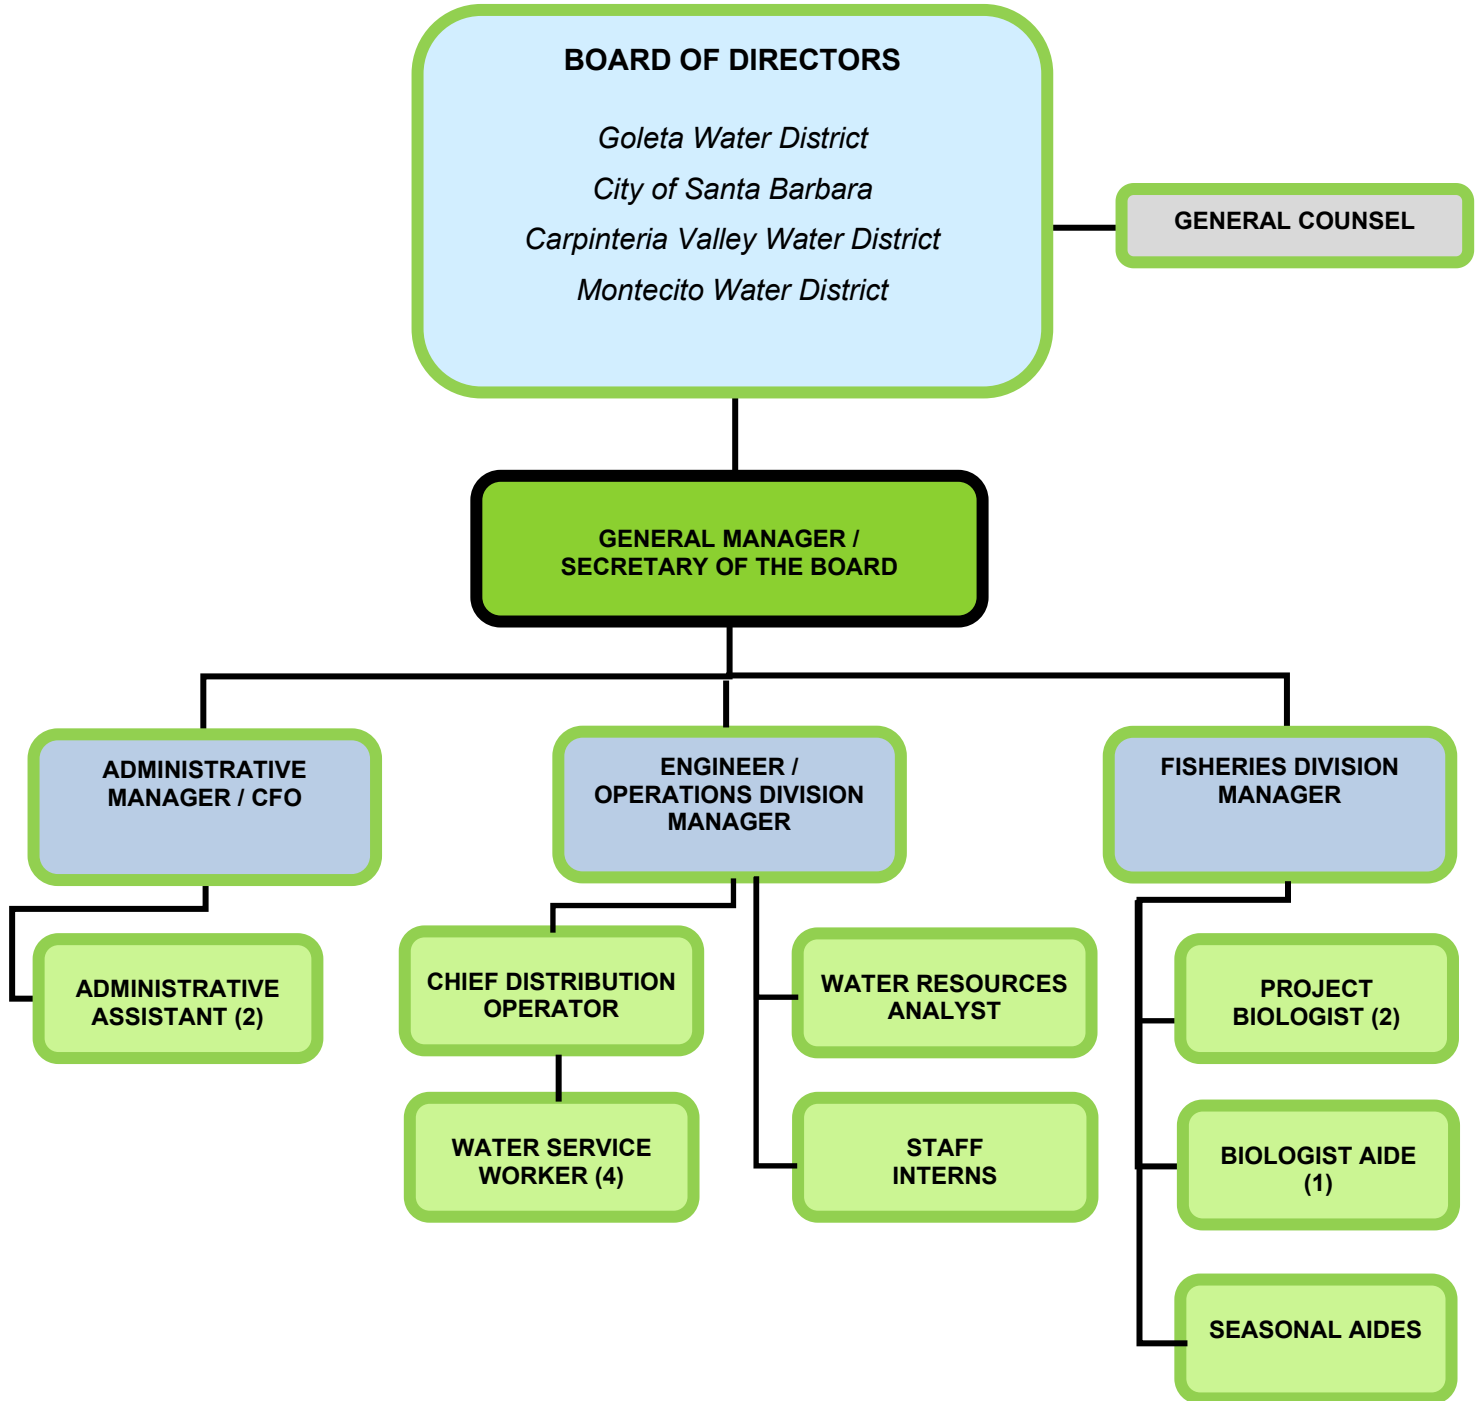 BOARD OF DIRECTORS
Goleta Water District
City of Santa Barbara
Carpinteria Valley Water District
Montecito Water District
GENERAL COUNSEL
GENERAL MANAGER /
SECRETARY OF THE BOARD
ADMINISTRATIVE
MANAGER / CFO
ENGINEER /
OPERATIONS DIVISION
MANAGER
FISHERIES DIVISION
MANAGER
ADMINISTRATIVE
ASSISTANT (2)
CHIEF DISTRIBUTION
OPERATOR
WATER RESOURCES
ANALYST
PROJECT
BIOLOGIST (2)
WATER SERVICE
WORKER (4)
STAFF
INTERNS
BIOLOGIST AIDE
(1)
SEASONAL AIDES